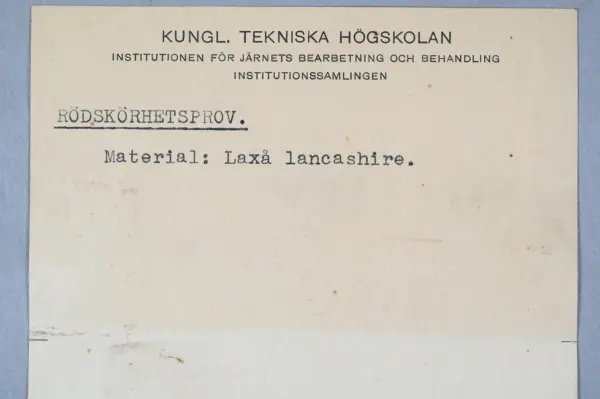 KUNGL. TEKNISKA HÖGSKOLAN
INSTITUTIONEN FÖR JÄRNETS BEARBETNING OCH BEHANDLING
INSTITUTIONSSAMLINGEN
RÖDSKÖRHETSPROV.
Material: Laxå lancashire.